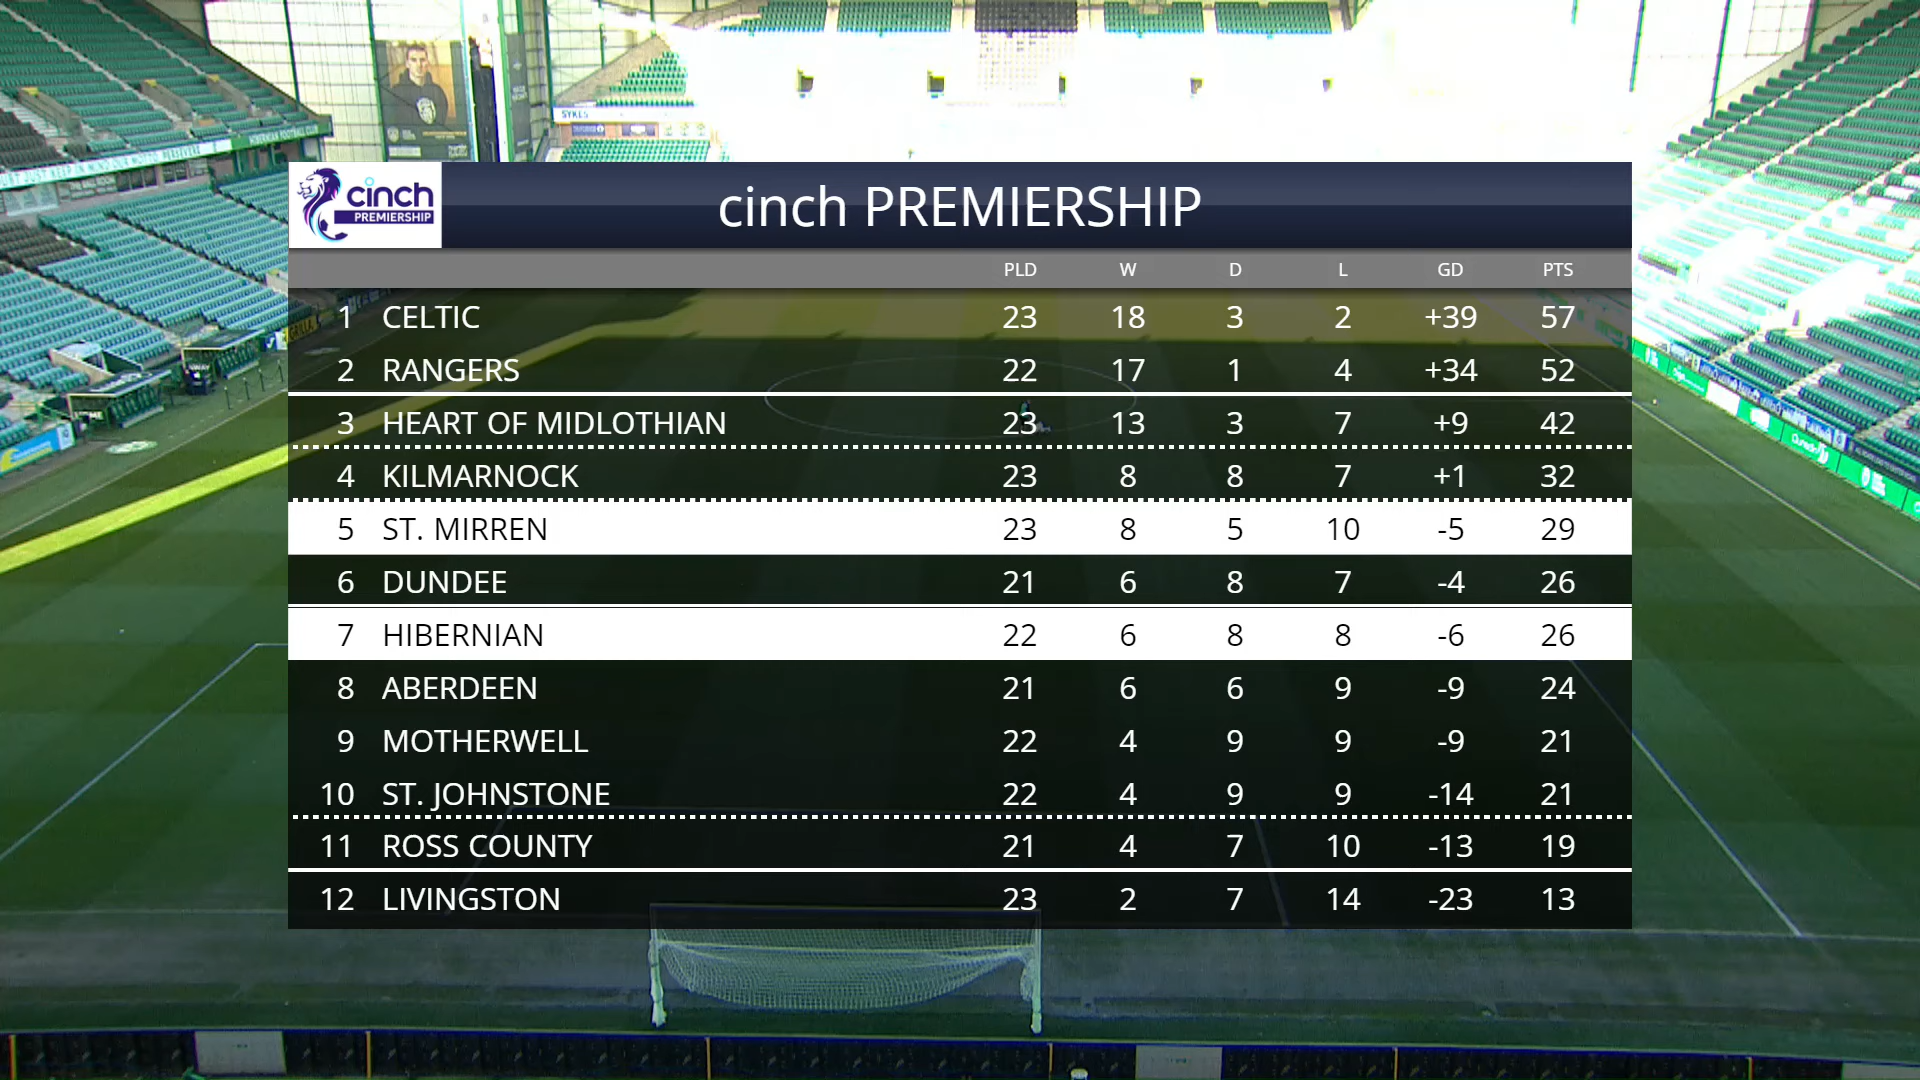 SYKES
HIBERNIAN FOOTBALL CLUB
cinch
PREMIERSHIP
cinch PREMIERSHIP
PLD W D L GD PTS
1 CELTIC 23 18 3 2 +39 57
2 RANGERS 22 17 1 4 +34 52
3 HEART OF MIDLOTHIAN 23 13 3 7 +9 42
4 KILMARNOCK 23 8 8 7 +1 32
5 ST. MIRREN 23 8 5 10 -5 29
6 DUNDEE 21 6 8 7 -4 26
7 HIBERNIAN 22 6 8 8 -6 26
8 ABERDEEN 21 6 6 9 -9 24
9 MOTHERWELL 22 4 9 9 -9 21
10 ST. JOHNSTONE 22 4 9 9 -14 21
11 ROSS COUNTY 21 4 7 10 -13 19
12 LIVINGSTON 23 2 7 14 -23 13